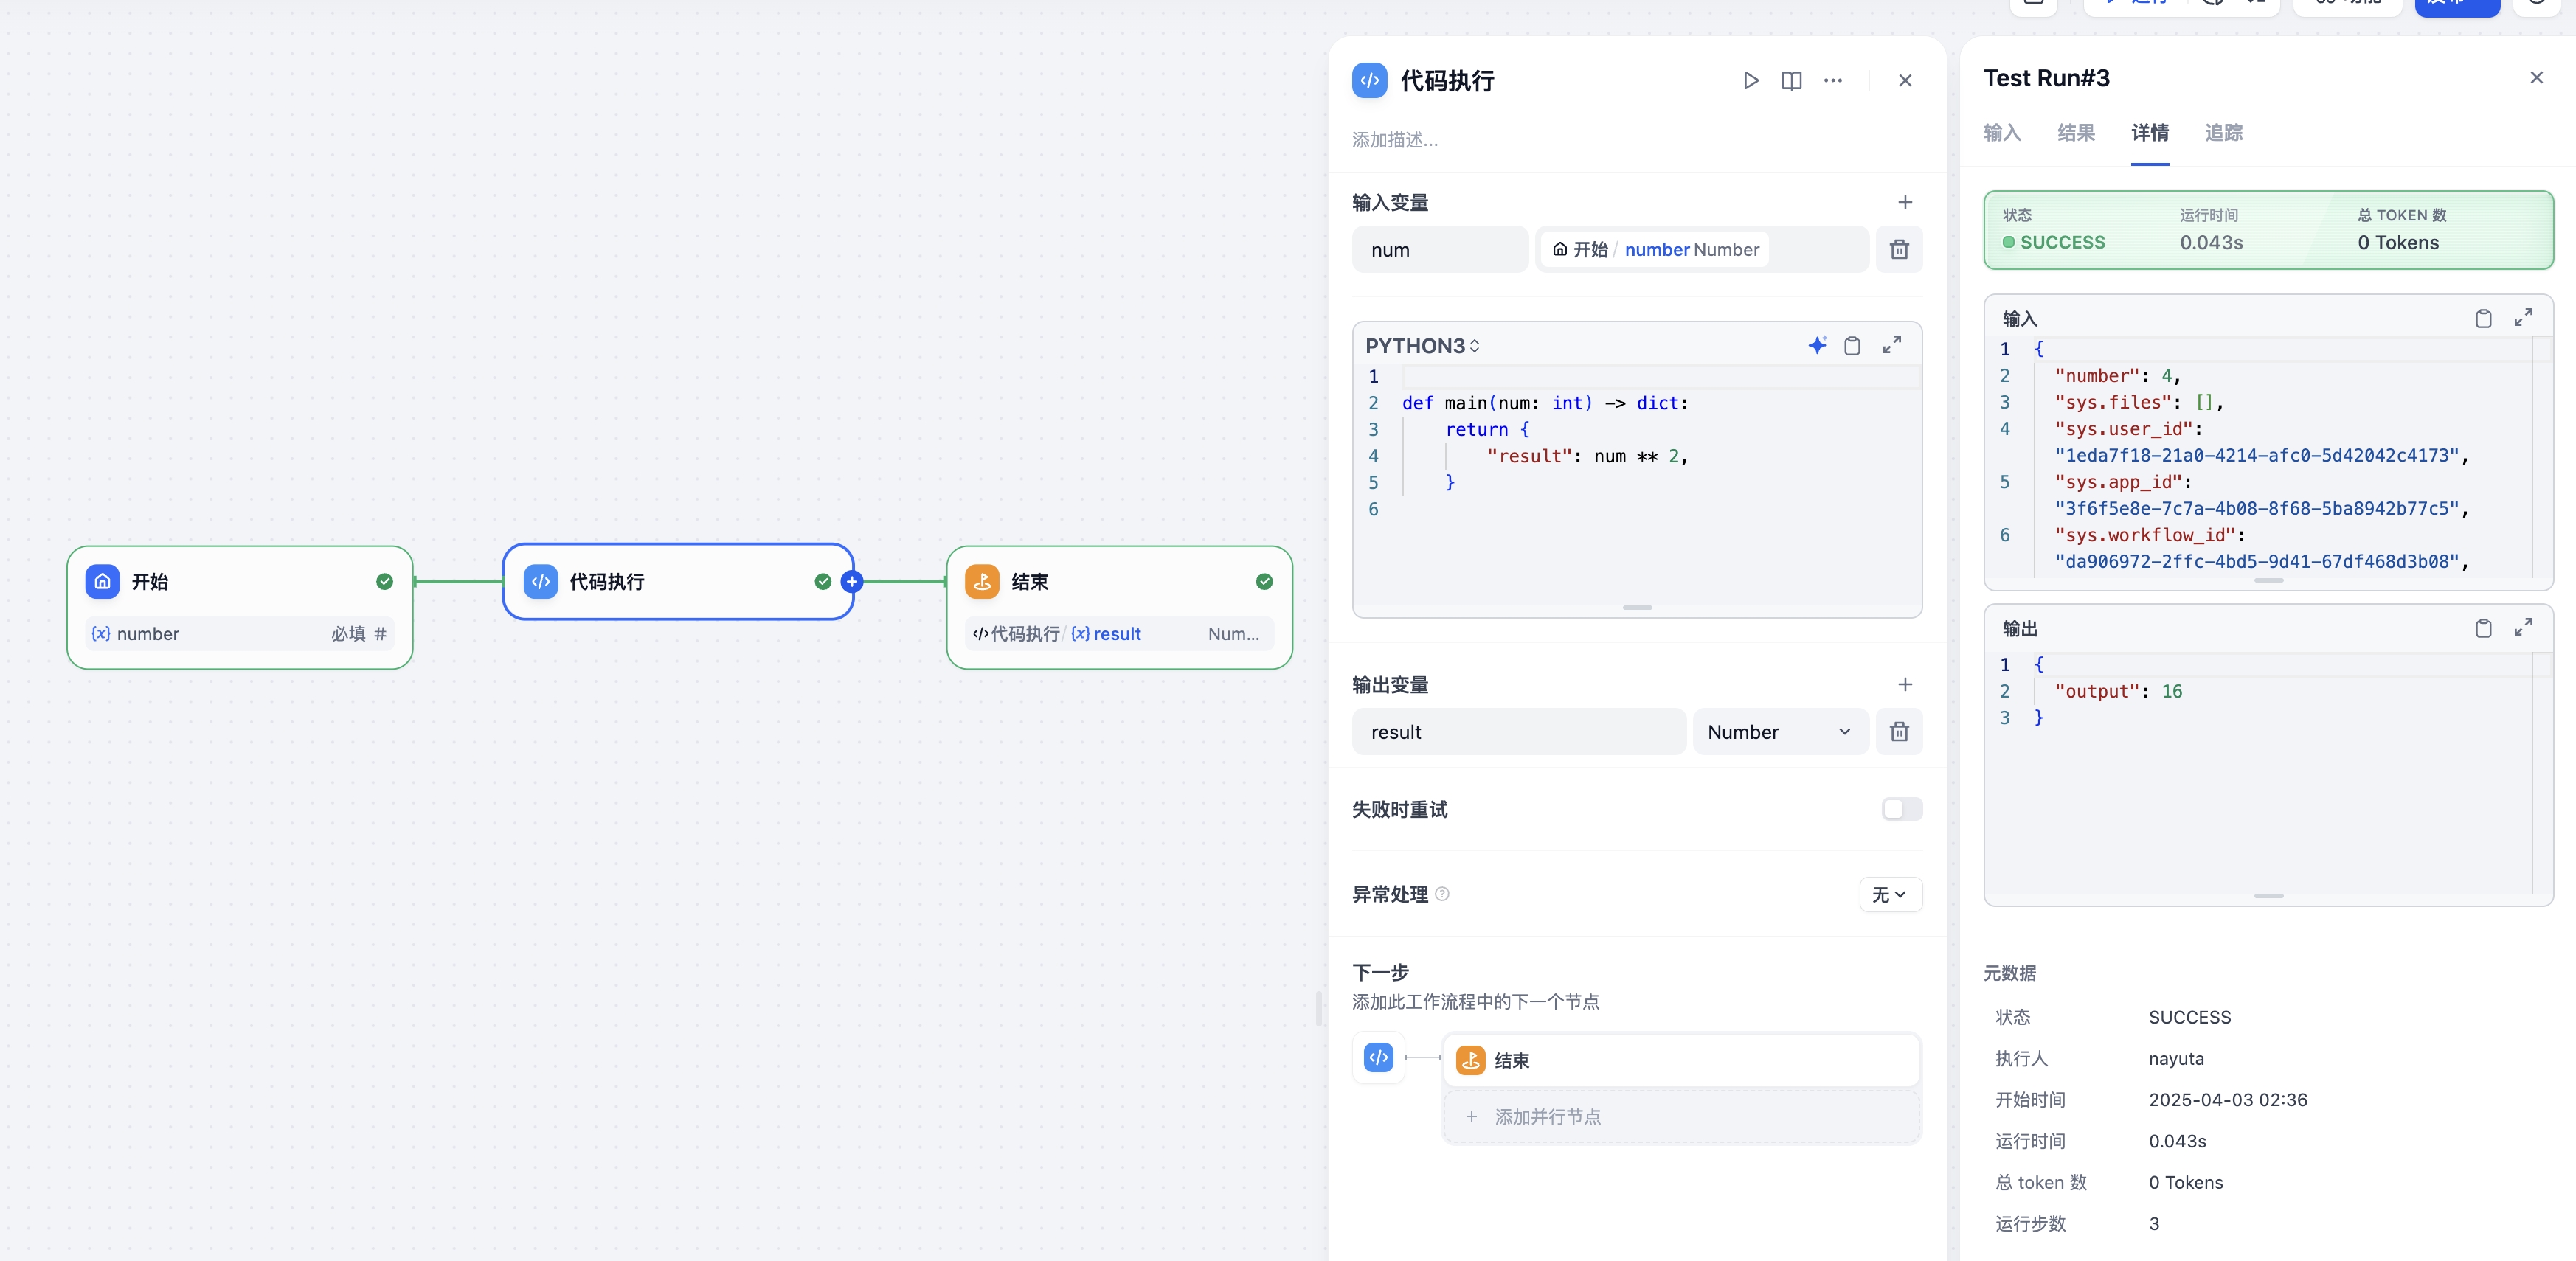 开始
number
必填 #
代码执行
结束
代码执行/{x} result
Num...
代码执行
添加描述...
输入变量
num
开始 / number Number
PYTHON3
1
2 def main(num: int) -> dict:
3     return {
4         "result": num ** 2,
5     }
6
输出变量
result
Number
失败时重试
异常处理
无
下一步
添加此工作流程中的下一个节点
结束
+ 添加并行节点
Test Run#3
输入 结果 详情 追踪
状态 运行时间 总 TOKEN 数
SUCCESS 0.043s 0 Tokens
输入
1 {
2   "number": 4,
3   "sys.files": [],
4   "sys.user_id":
"1eda7f18-21a0-4214-afc0-5d42042c4173",
5   "sys.app_id":
"3f6f5e8e-7c7a-4b08-8f68-5ba8942b77c5",
6   "sys.workflow_id":
"da906972-2ffc-4bd5-9d41-67df468d3b08",
输出
1 {
2   "output": 16
3 }
元数据
状态 SUCCESS
执行人 nayuta
开始时间 2025-04-03 02:36
运行时间 0.043s
总 token 数 0 Tokens
运行步数 3